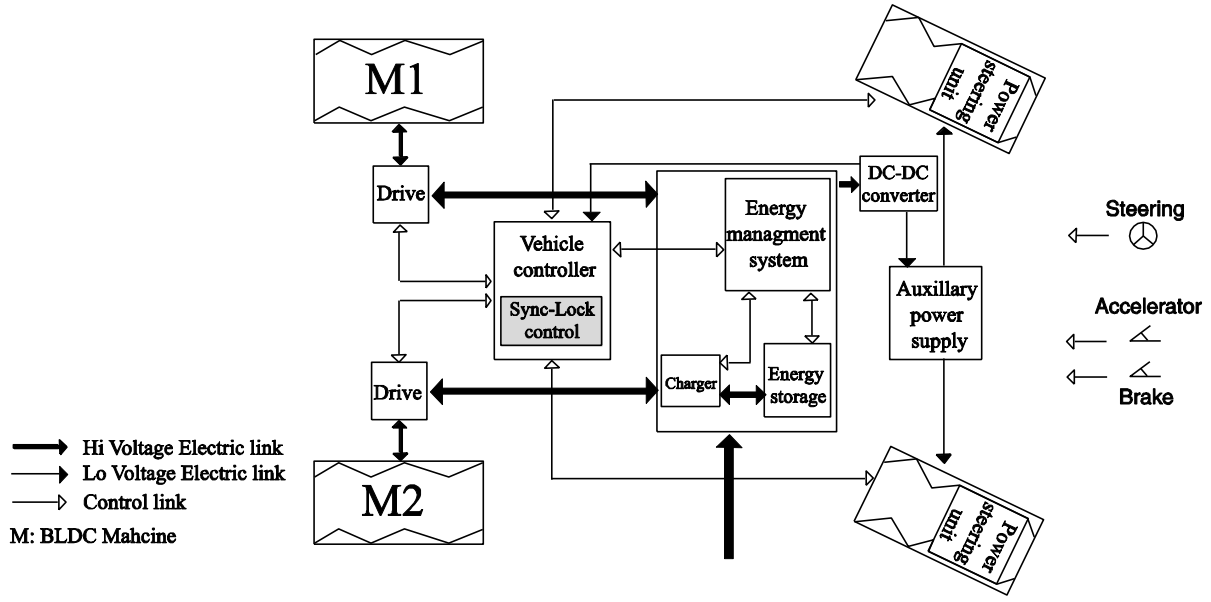 M1
Power
steering
unit
Drive
DC-DC
converter
Energy
managment
system
Steering
Vehicle
controller
Sync-Lock
control
Auxillary
power
supply
Accelerator
Brake
Drive
Charger
Energy
storage
Hi Voltage Electric link
Lo Voltage Electric link
Control link
M: BLDC Mahcine
M2
Power
steering
unit